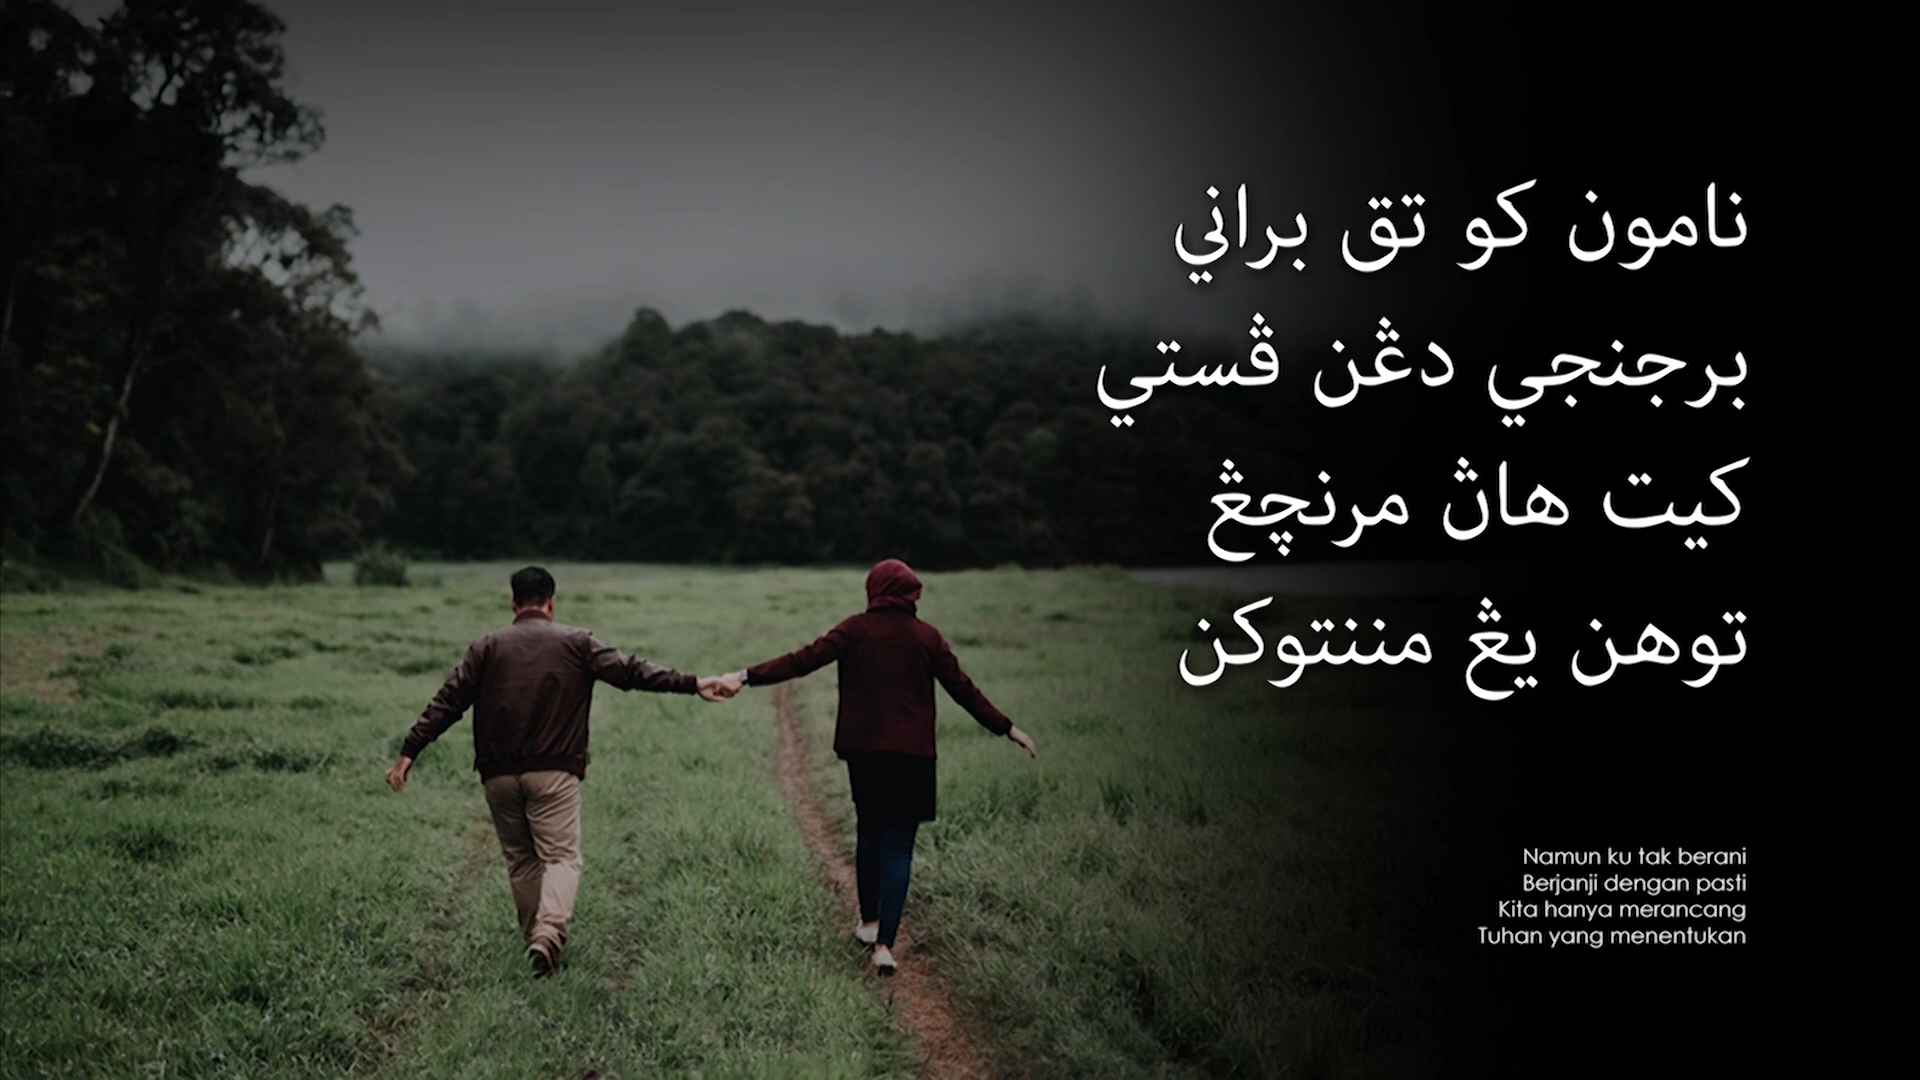 نامون كو تق براني
برجنجي دڠن ڤستي
كيت هاڽ مرنچڠ
توهن يڠ مننتوكن
Namun ku tak berani
Berjanji dengan pasti
Kita hanya merancang
Tuhan yang menentukan